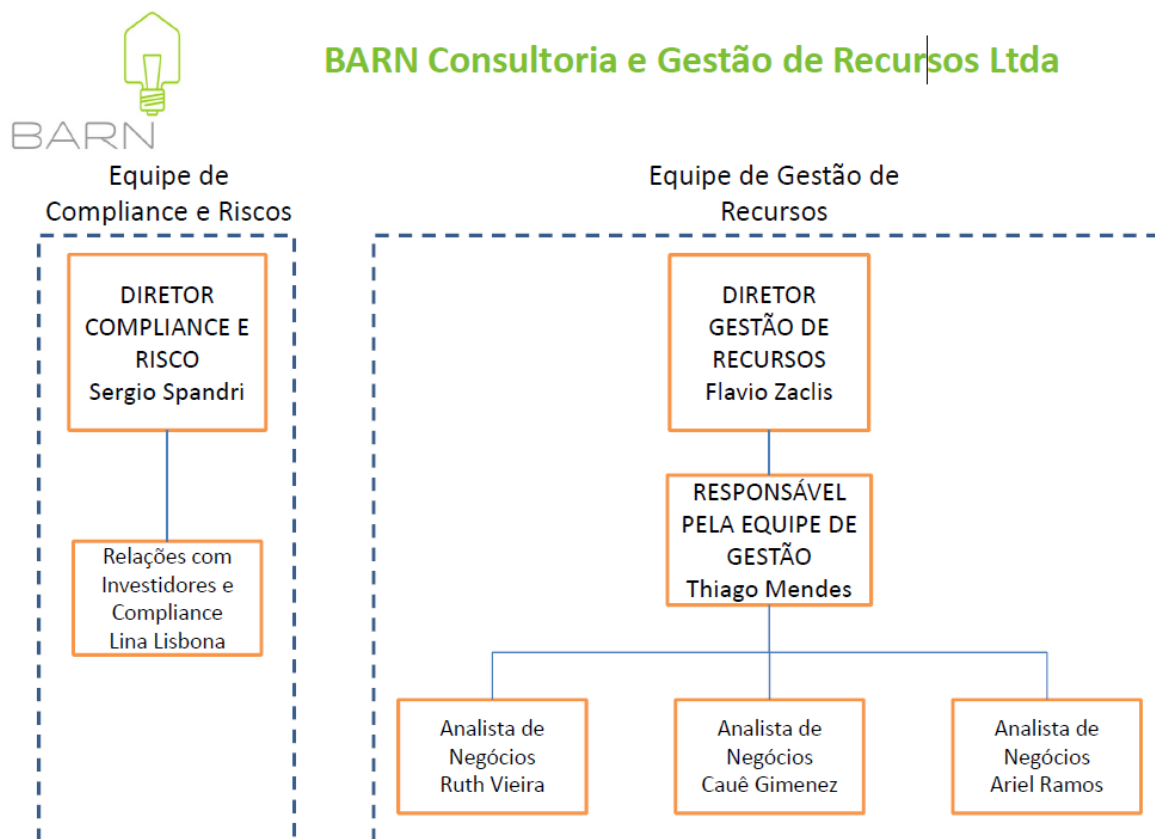 BARN Consultoria e Gestão de Recursos Ltda
BARN
Equipe de
Compliance e Riscos
DIRETOR
COMPLIANCE E
RISCO
Sergio Spandri
Relações com
Investidores e
Compliance
Lina Lisbona
Equipe de Gestão de
Recursos
DIRETOR
GESTÃO DE
RECURSOS
Flavio Zaclis
RESPONSÁVEL
PELA EQUIPE DE
GESTÃO
Thiago Mendes
Analista de
Negócios
Ruth Vieira
Analista de
Negócios
Cauê Gimenez
Analista de
Negócios
Ariel Ramos